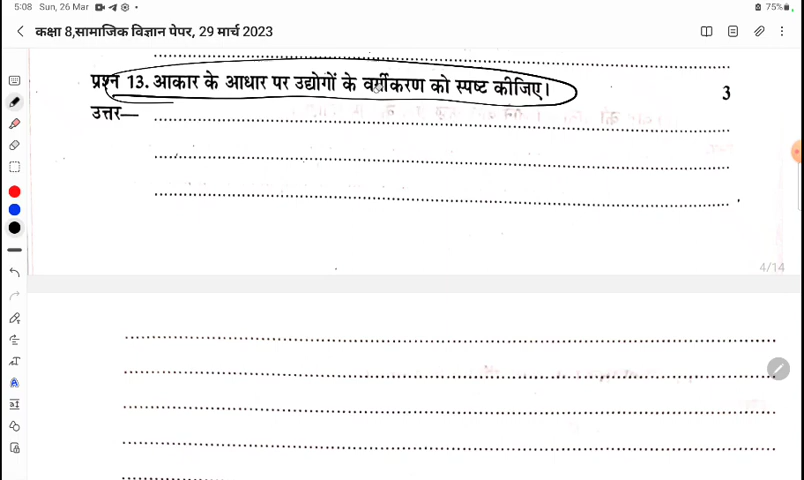 5:08 Sun, 26 Mar
75%
कक्षा 8,सामाजिक विज्ञान पेपर, 29 मार्च 2023
प्रश्न 13. आकार के आधार पर उद्योगों के वर्गीकरण को स्पष्ट कीजिए। 3
उत्तर—
4/14